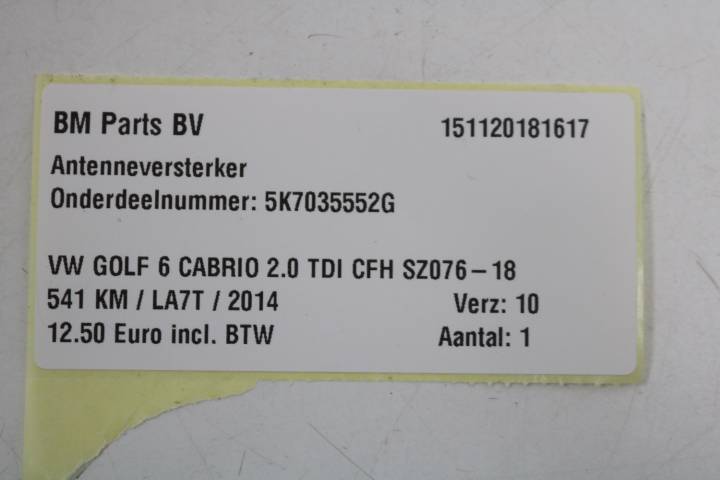 BM Parts BV 151120181617
Antenneversterker
Onderdeelnummer: 5K7035552G
VW GOLF 6 CABRIO 2.0 TDI CFH SZ076-18
541 KM / LA7T / 2014 Verz: 10
12.50 Euro incl. BTW Aantal: 1